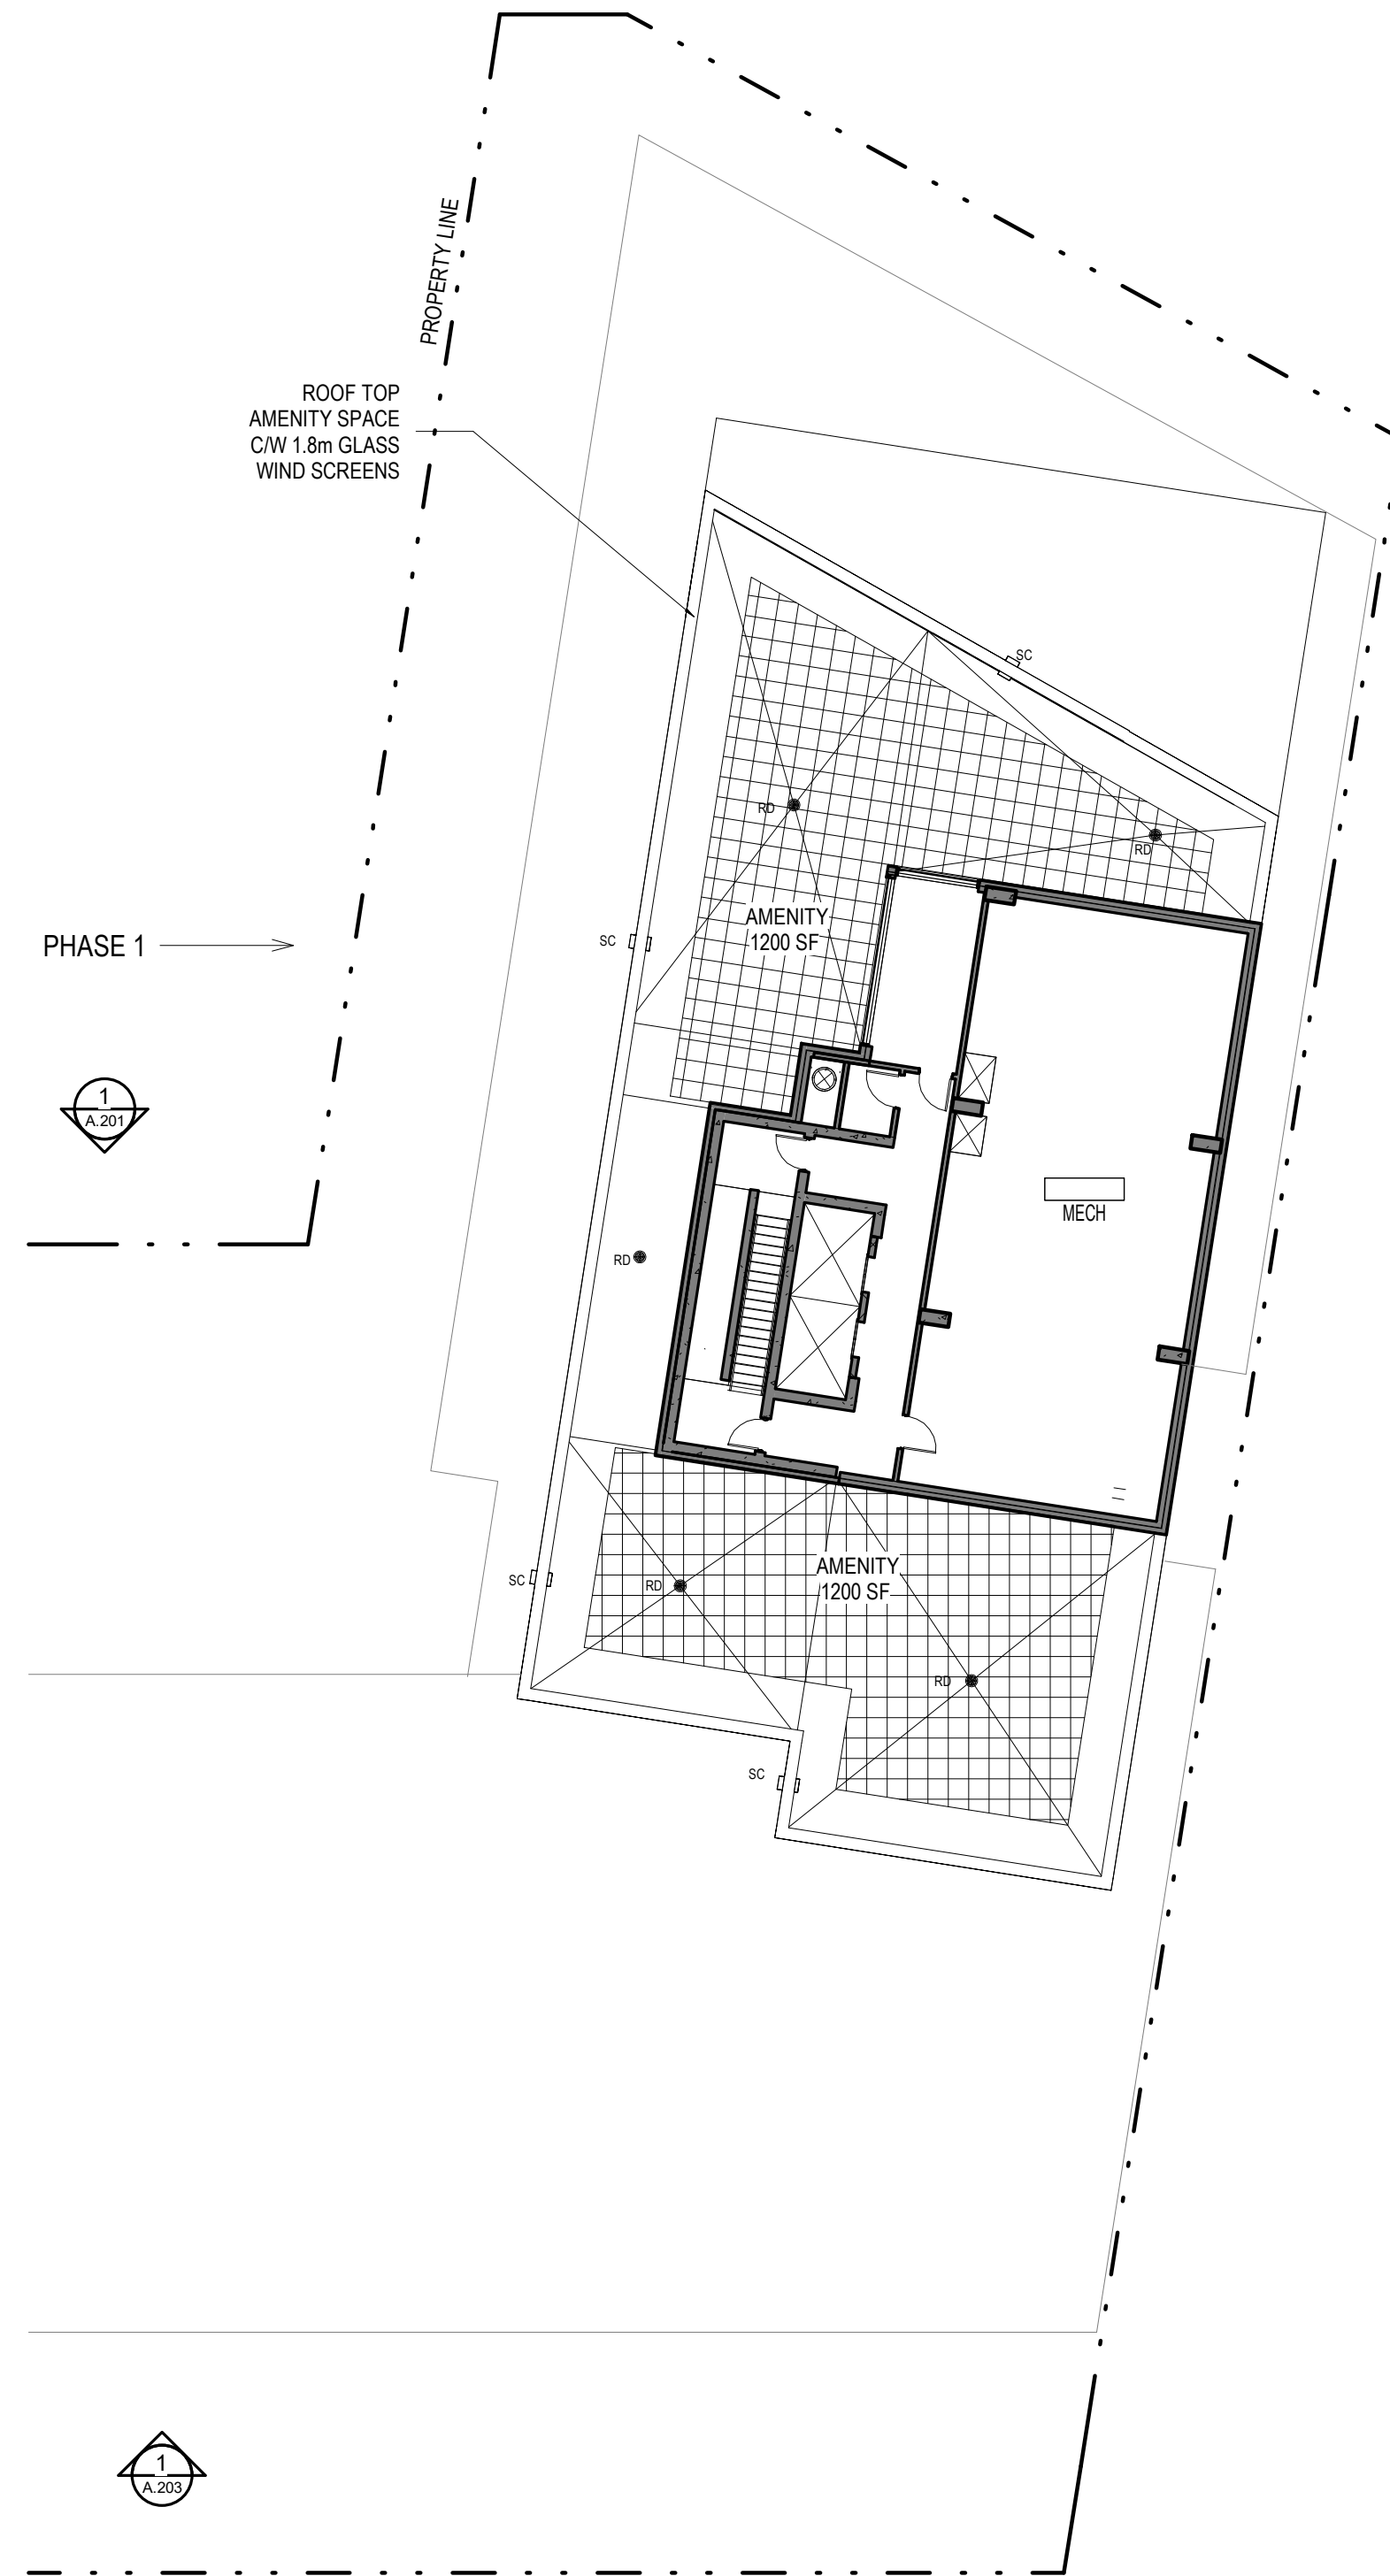 PROPERTY LINE
ROOF TOP
AMENITY SPACE
C/W 1.8m GLASS
WIND SCREENS
SC
RD
RD
AMENITY
1200 SF
SC
PHASE 1
1
A.201
MECH
RD
AMENITY
1200 SF
SC
RD
RD
SC
1
A.203